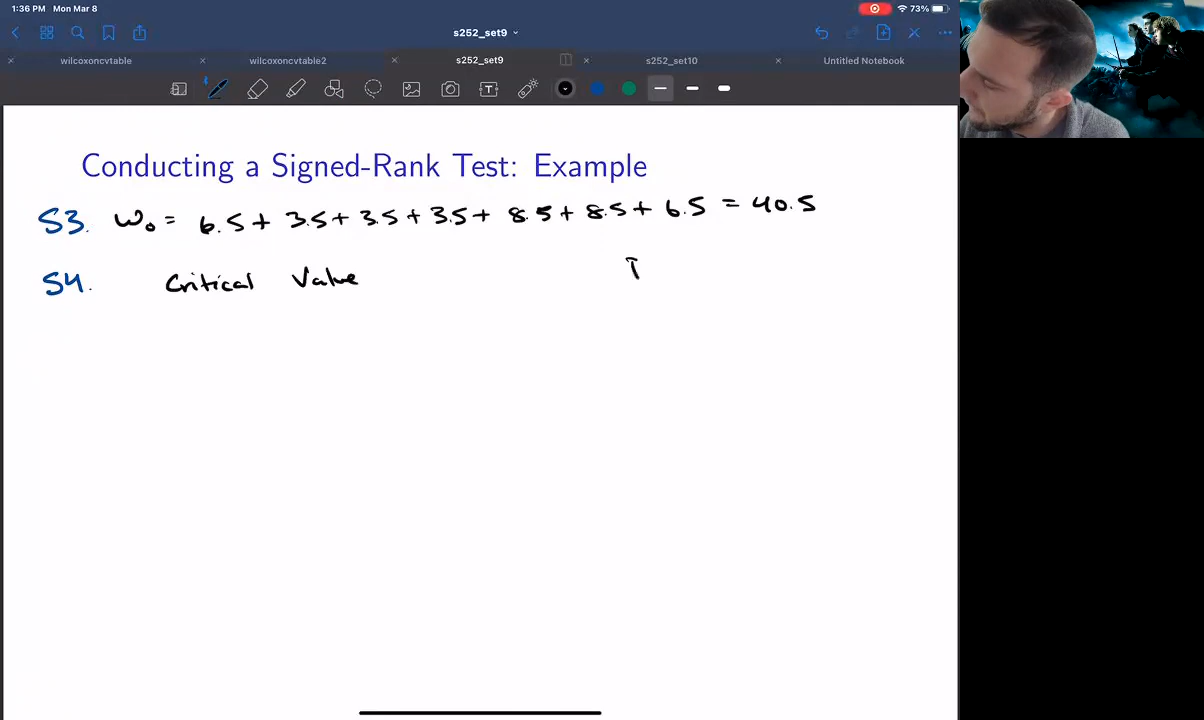 1:36 PM Mon Mar 8
73%
s252_set9
wilcoxoncvtable
wilcoxoncvtable2
s252_set9
s252_set10
Untitled Notebook
Conducting a Signed-Rank Test: Example
S3. w₀ = 6.5 + 3.5 + 3.5 + 3.5 + 8.5 + 8.5 + 6.5 = 40.5
S4. Critical Value